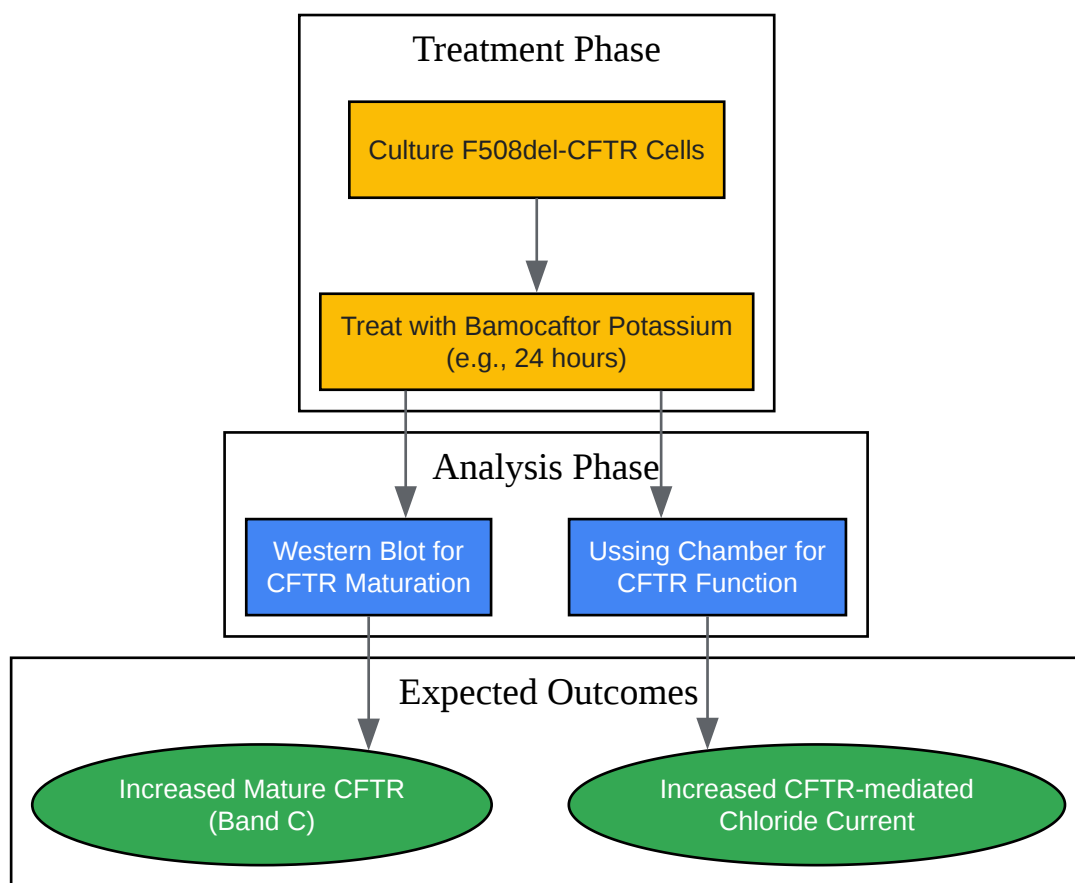 Treatment Phase
Culture F508del-CFTR Cells
Treat with Bamocaftor Potassium
(e.g., 24 hours)
Analysis Phase
Western Blot for
CFTR Maturation
Ussing Chamber for
CFTR Function
Expected Outcomes
Increased Mature CFTR
(Band C)
Increased CFTR-mediated
Chloride Current